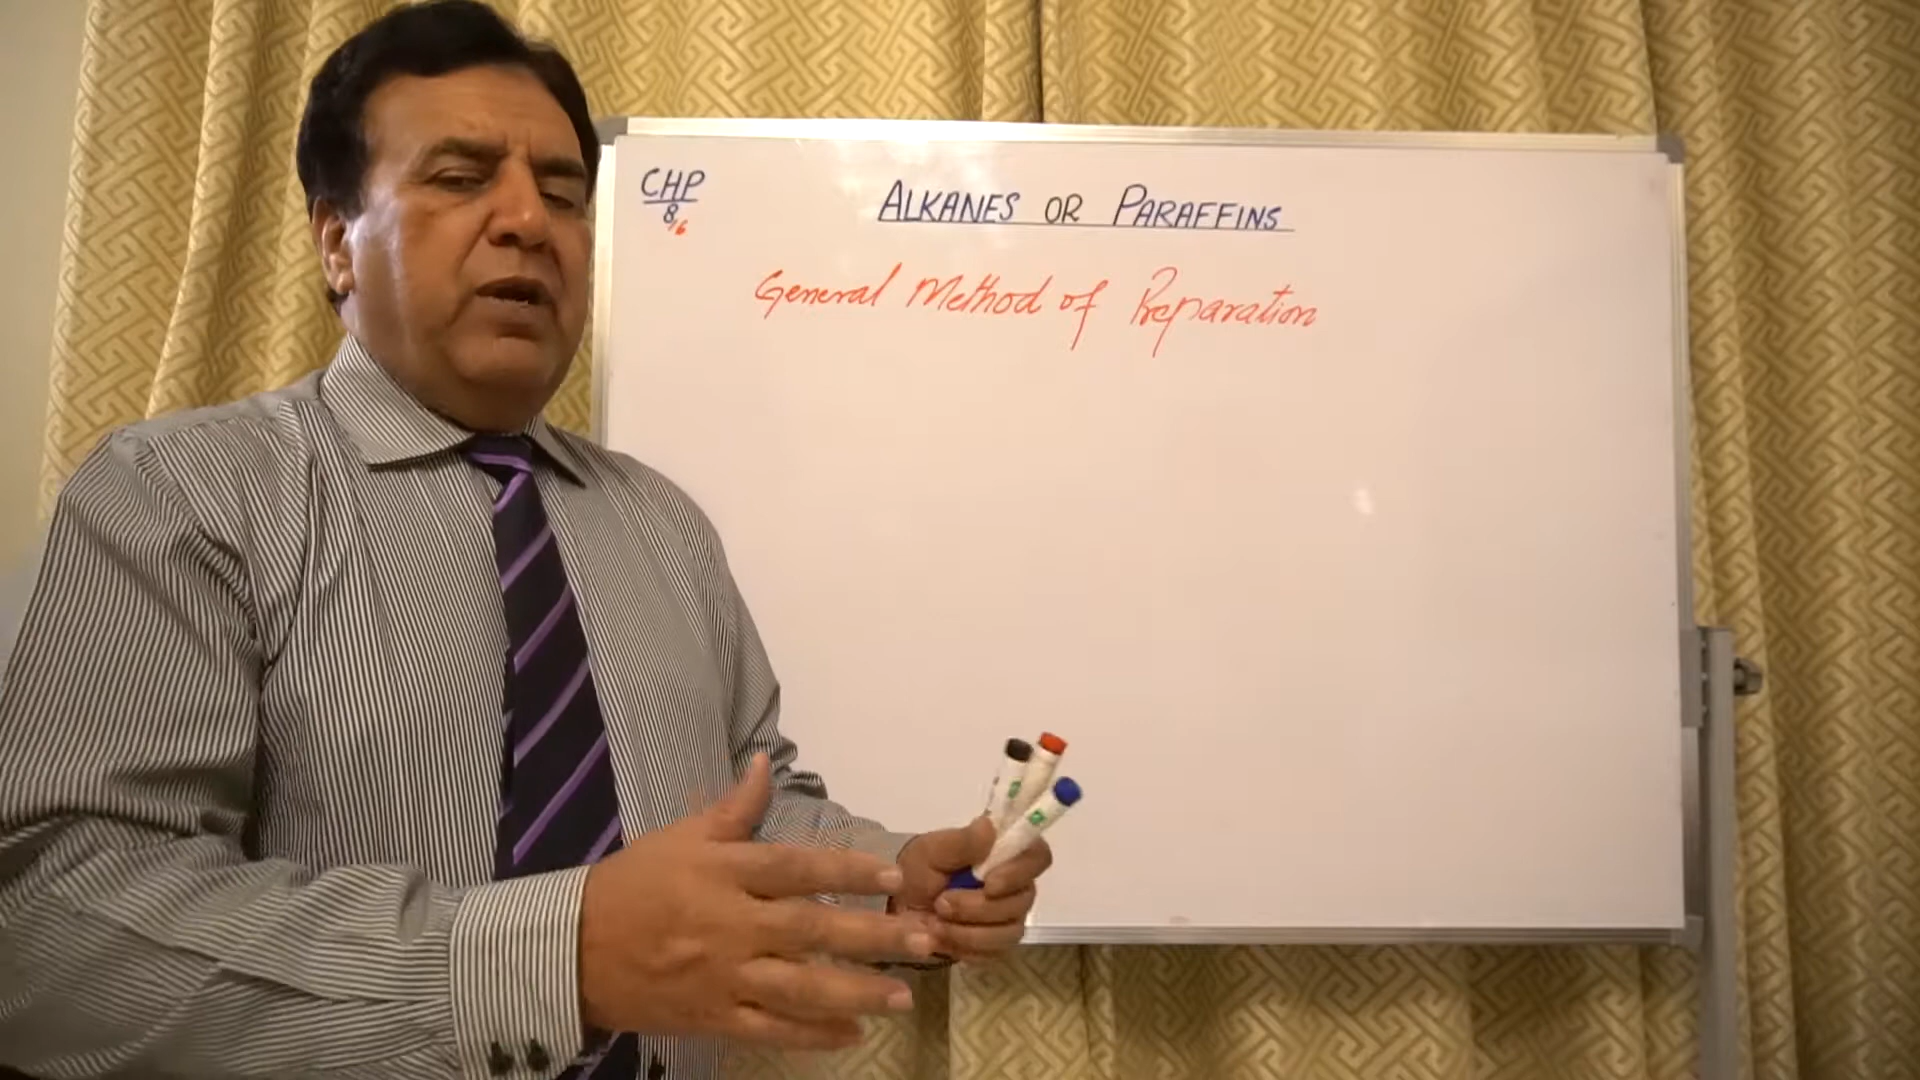 CHP
8/6
ALKANES OR PARAFFINS
General Method of Preparation